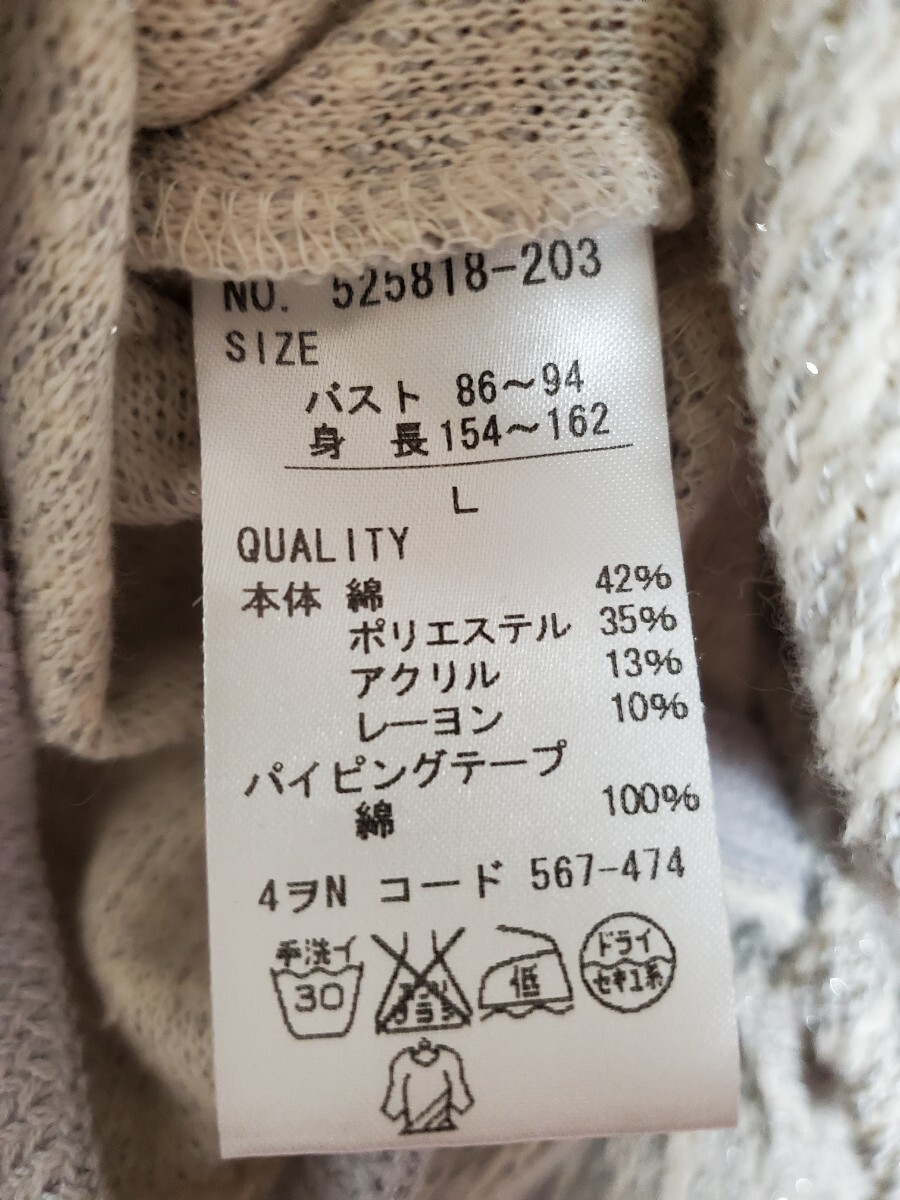 NO. 525818-203
SIZE
バスト 86〜94
身 長 154〜162
L
QUALITY
本体 綿 42%
ポリエステル 35%
アクリル 13%
レーヨン 10%
パイピングテープ
綿 100%
4ヲN コード 567-474
手洗イ
30
低
ドライ
セキユ系